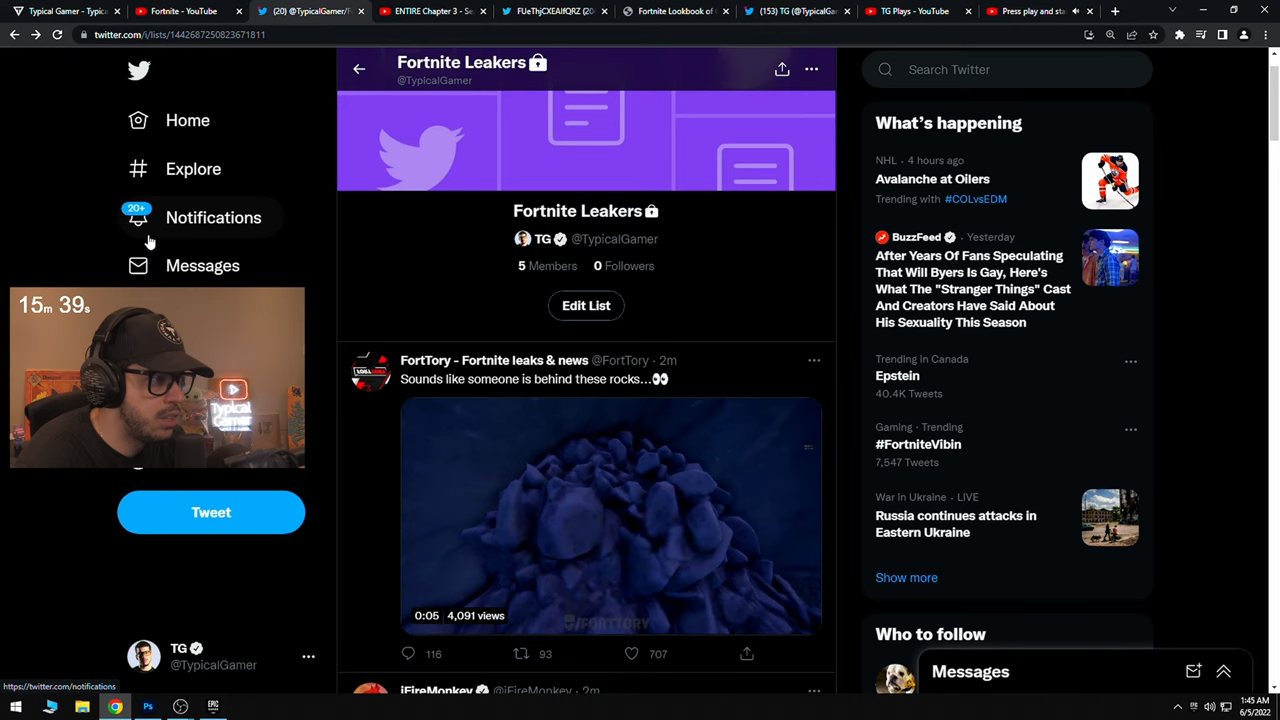 Typical Gamer - Typic
Fortnite - YouTube
(20) @TypicalGamer/F
ENTIRE Chapter 3 - Se
FUeThjCXEAIfQRZ (20
Fortnite Lookbook of
(153) TG (@TypicalGa
TG Plays - YouTube
Press play and sta
twitter.com/i/lists/1442687250823671811
Home
Explore
20+
Notifications
Messages
15m 39s
Typical
Gamer
Tweet
TG
@TypicalGamer
https://twitter.com/notifications
Fortnite Leakers
@TypicalGamer
Fortnite Leakers
TG @TypicalGamer
5 Members 0 Followers
Edit List
FortTory - Fortnite leaks & news @FortTory · 2m
Sounds like someone is behind these rocks...👀
0:05 4,091 views
/FORTTORY
116 93 707
iFireMonkey @iFireMonkey · 2m
Search Twitter
What's happening
NHL · 4 hours ago
Avalanche at Oilers
Trending with #COLvsEDM
BuzzFeed · Yesterday
After Years Of Fans Speculating
That Will Byers Is Gay, Here's
What The "Stranger Things" Cast
And Creators Have Said About
His Sexuality This Season
Trending in Canada
Epstein
40.4K Tweets
Gaming · Trending
#FortniteVibin
7,547 Tweets
War in Ukraine · LIVE
Russia continues attacks in
Eastern Ukraine
Show more
Who to follow
Messages
Ps
EPIC
GAMES
1:45 AM
6/5/2022